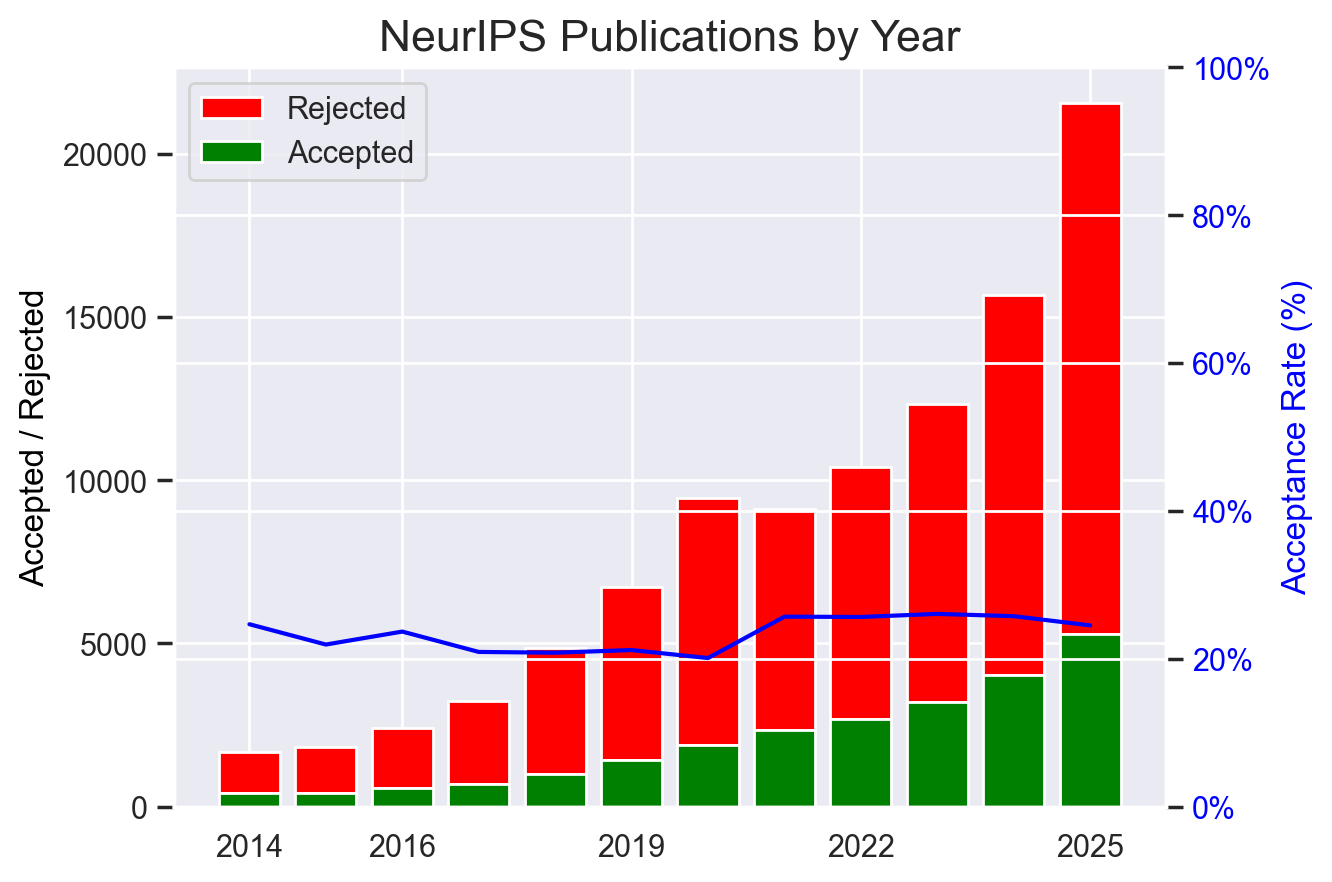 NeurIPS Publications by Year
Rejected
Accepted
Accepted / Rejected
20000
15000
10000
5000
0
100%
80%
60%
40%
20%
0%
Acceptance Rate (%)
2014 2016 2019 2022 2025